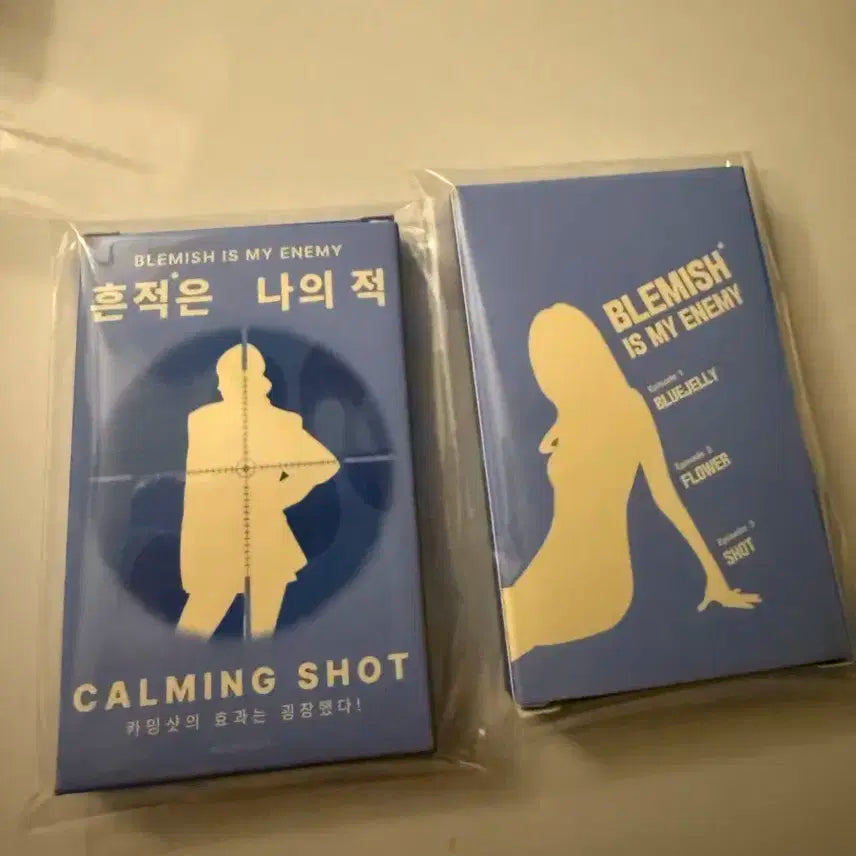 BLEMISH IS MY ENEMY
흔적*은 나의 적
CALMING SHOT
카밍샷의 효과는 굉장했다!
BLEMISH*
IS MY ENEMY
Episode 1
BLUEJELLY
Episode 2
FLOWER
Episode 3
SHOT